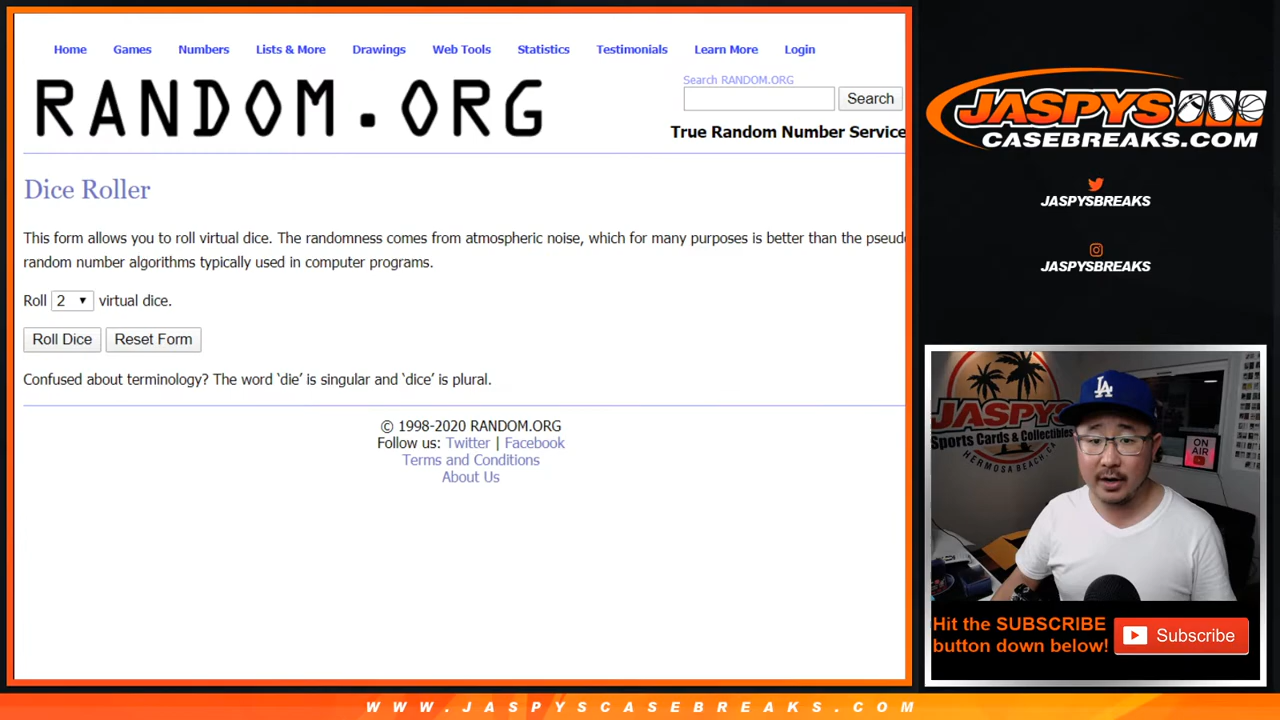 Home Games Numbers Lists & More Drawings Web Tools Statistics Testimonials Learn More Login
RANDOM.ORG
Search RANDOM.ORG
Search
True Random Number Service
Dice Roller
This form allows you to roll virtual dice. The randomness comes from atmospheric noise, which for many purposes is better than the pseudo
random number algorithms typically used in computer programs.
Roll 2 virtual dice.
Roll Dice Reset Form
Confused about terminology? The word ‘die’ is singular and ‘dice’ is plural.
© 1998-2020 RANDOM.ORG
Follow us: Twitter | Facebook
Terms and Conditions
About Us
JASPYS
CASEBREAKS.COM
JASPYSBREAKS
JASPYSBREAKS
JASPYS
Sports Cards & Collectibles
HERMOSA BEACH, CA
LA
ON
AIR
Hit the SUBSCRIBE
button down below!
Subscribe
WWW.JASPYSCASEBREAKS.COM